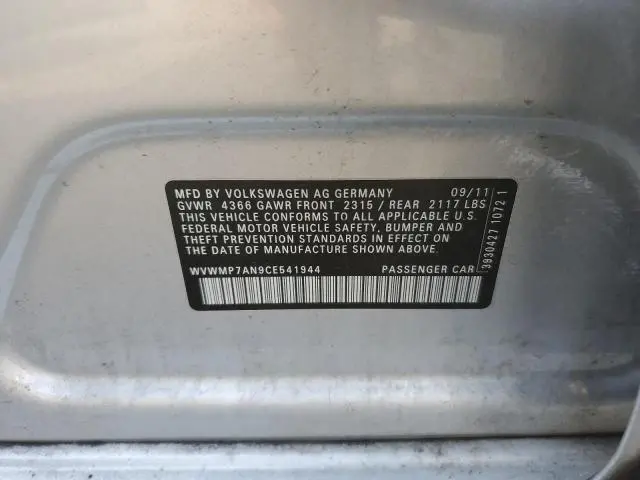 MFD BY VOLKSWAGEN AG GERMANY 09/11
GVWR 4366 GAWR FRONT 2315 / REAR 2117 LBS
THIS VEHICLE CONFORMS TO ALL APPLICABLE U.S.
FEDERAL MOTOR VEHICLE SAFETY, BUMPER AND
THEFT PREVENTION STANDARDS IN EFFECT ON THE
DATE OF MANUFACTURE SHOWN ABOVE.
WVWMP7AN9CE541944 PASSENGER CAR
3930427 1072 1